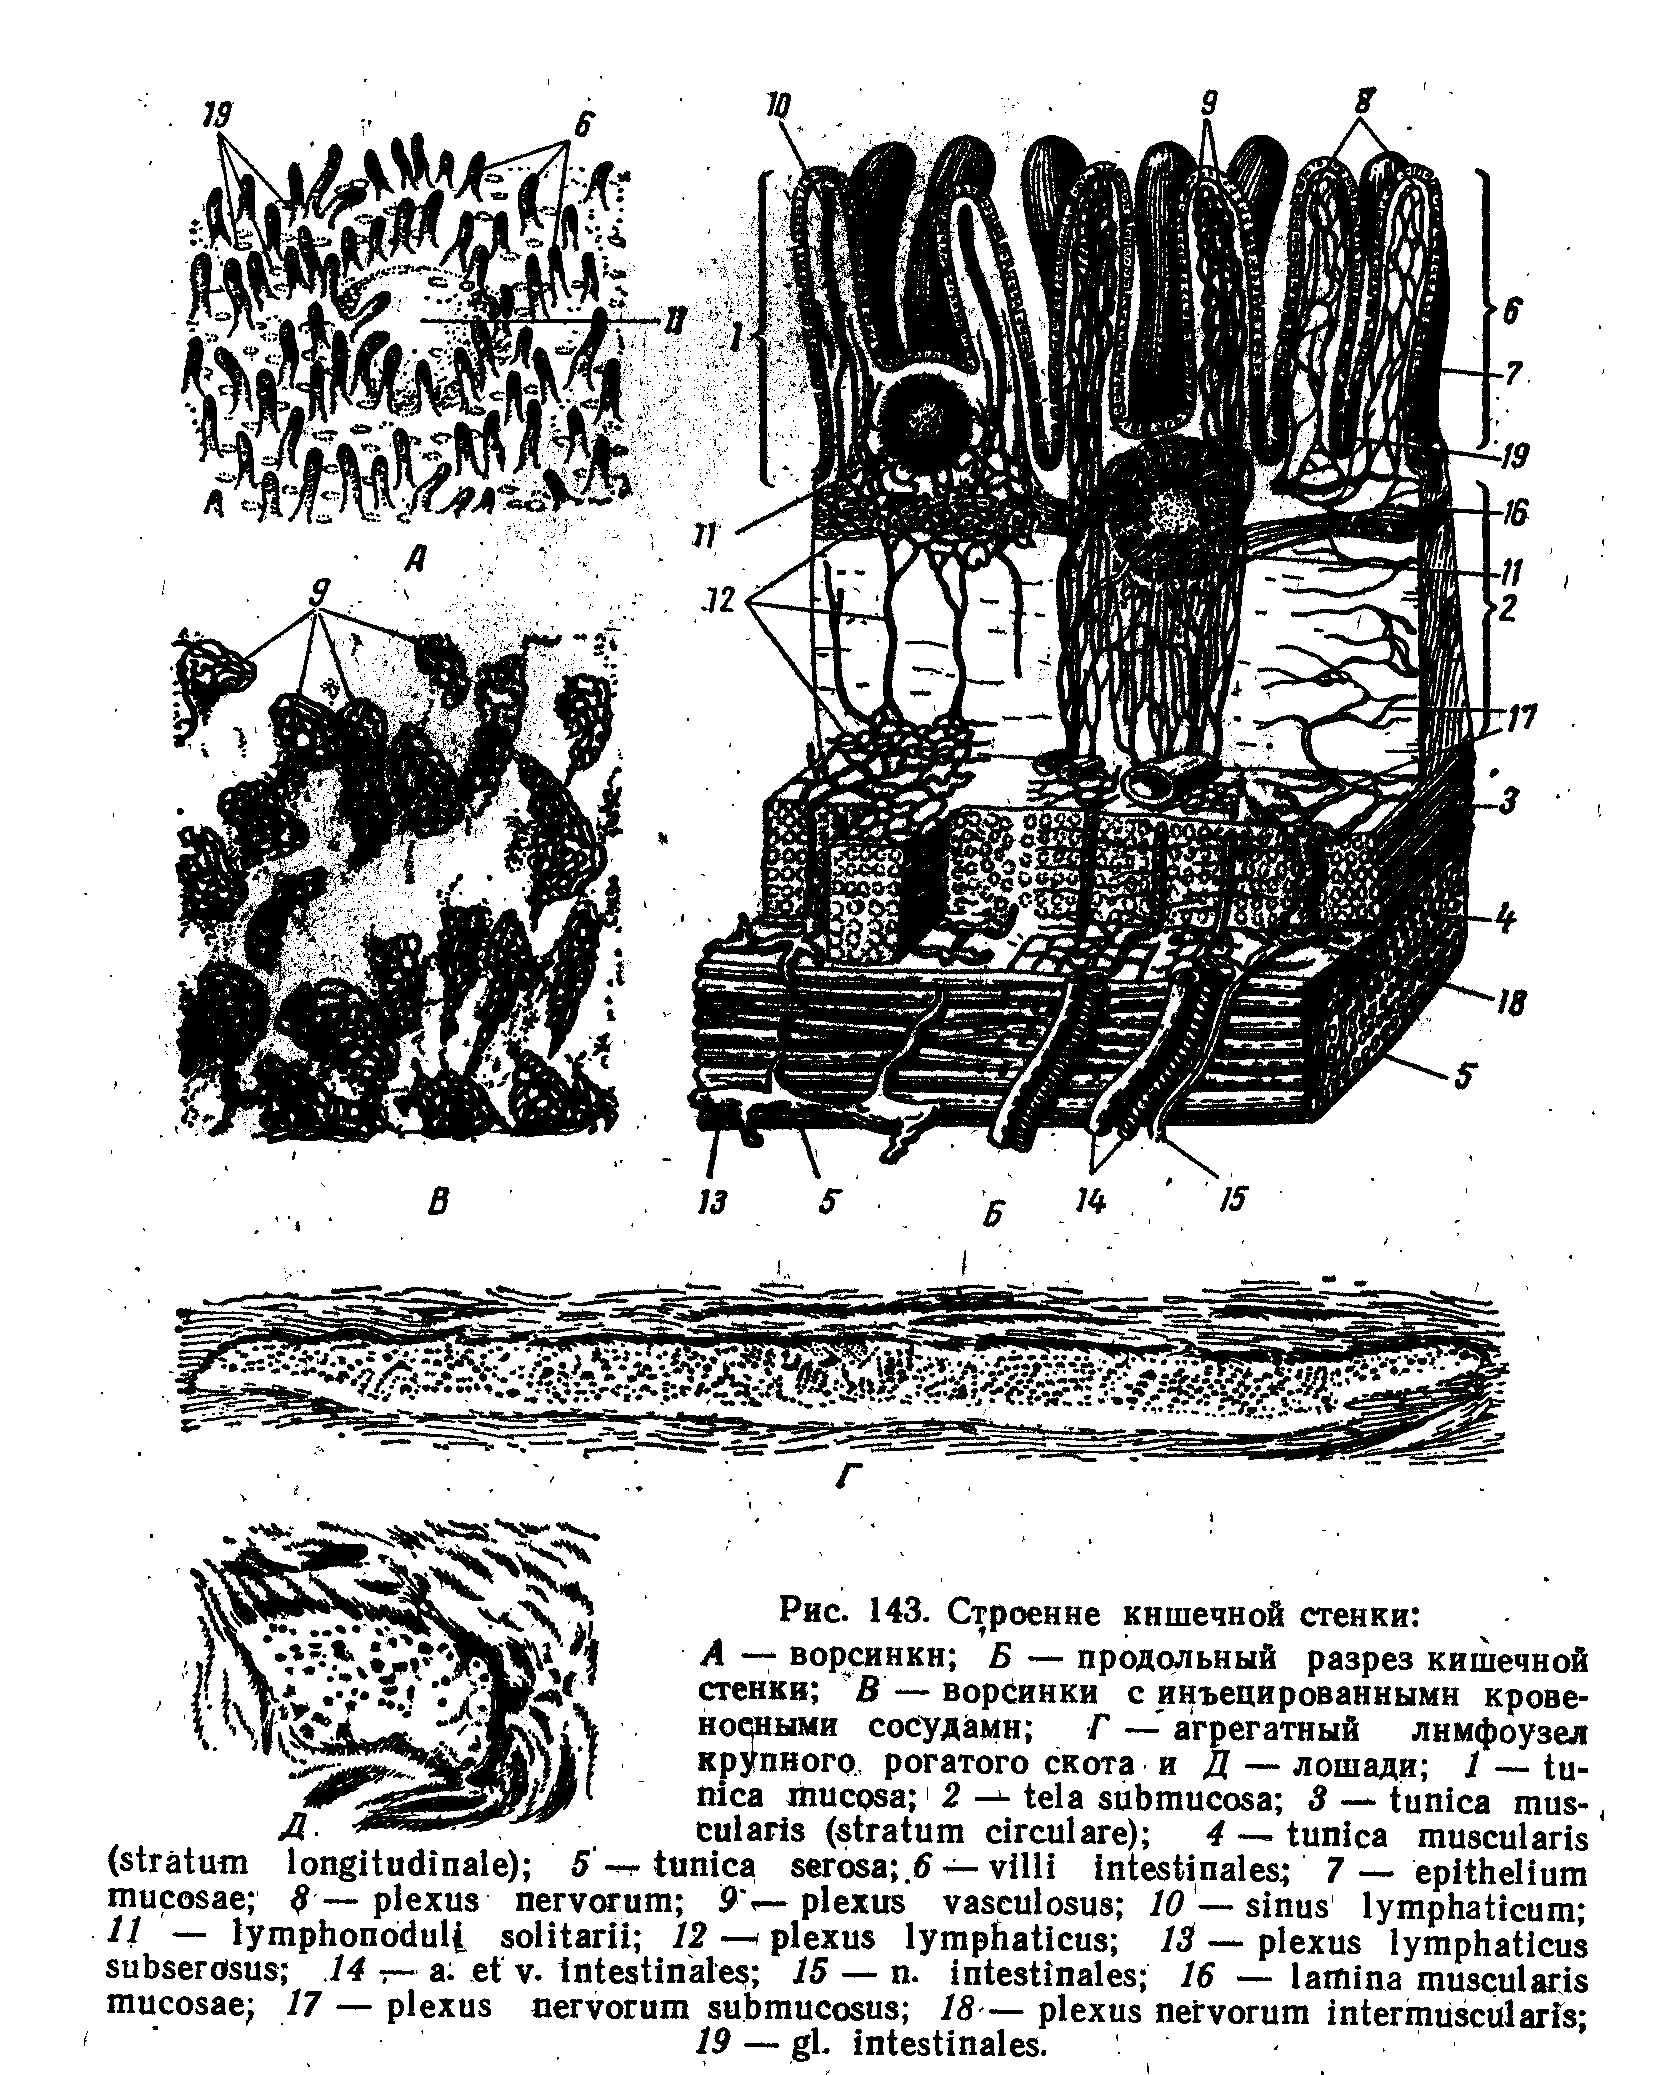 19
6
10
9
8
1
6
11
7
19
11
16
А
11
9
12
2
17
3
4
18
5
13
5
14
15
В
Б
Г
Д
Рис. 143. Строение кишечной стенки:
А — ворсинки; Б — продольный разрез кишечной
стенки; В — ворсинки с инъецированными крове-
носными сосудами; Г — агрегатный лимфоузел
крупного рогатого скота и Д — лошади; 1 — tu-
nica mucosa; 2 — tela submucosa; 3 — tunica mus-
cularis (stratum circulare); 4 — tunica muscularis
(stratum longitudinale); 5 — tunica serosa; 6 — villi intestinales; 7 — epithelium
mucosae; 8 — plexus nervorum; 9 — plexus vasculosus; 10 — sinus lymphaticum;
11 — lymphonoduli solitarii; 12 — plexus lymphaticus; 13 — plexus lymphaticus
subserosus; 14 — a. et v. intestinales; 15 — n. intestinales; 16 — lamina muscularis
mucosae; 17 — plexus nervorum submucosus; 18 — plexus nervorum intermuscularis;
19 — gl. intestinales.